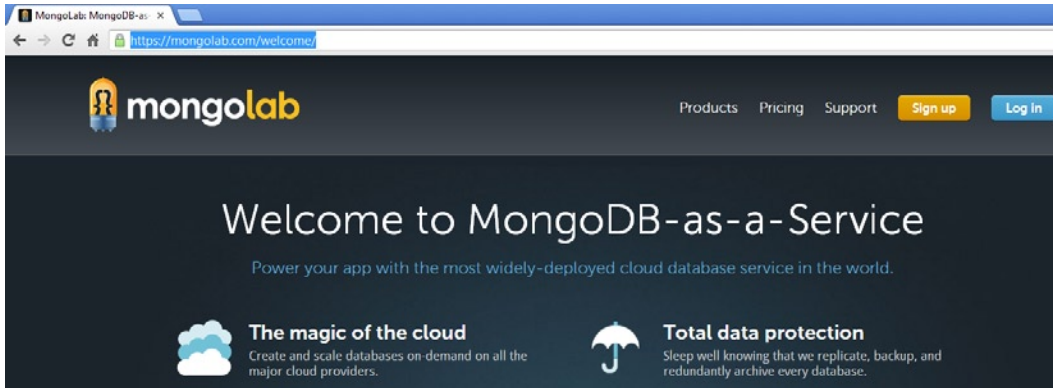 MongoLab: MongoDB-as-
https://mongolab.com/welcome/
mongolab
Products Pricing Support Sign up Log in
Welcome to MongoDB-as-a-Service
Power your app with the most widely-deployed cloud database service in the world.
The magic of the cloud
Create and scale databases on-demand on all the
major cloud providers.
Total data protection
Sleep well knowing that we replicate, backup, and
redundantly archive every database.